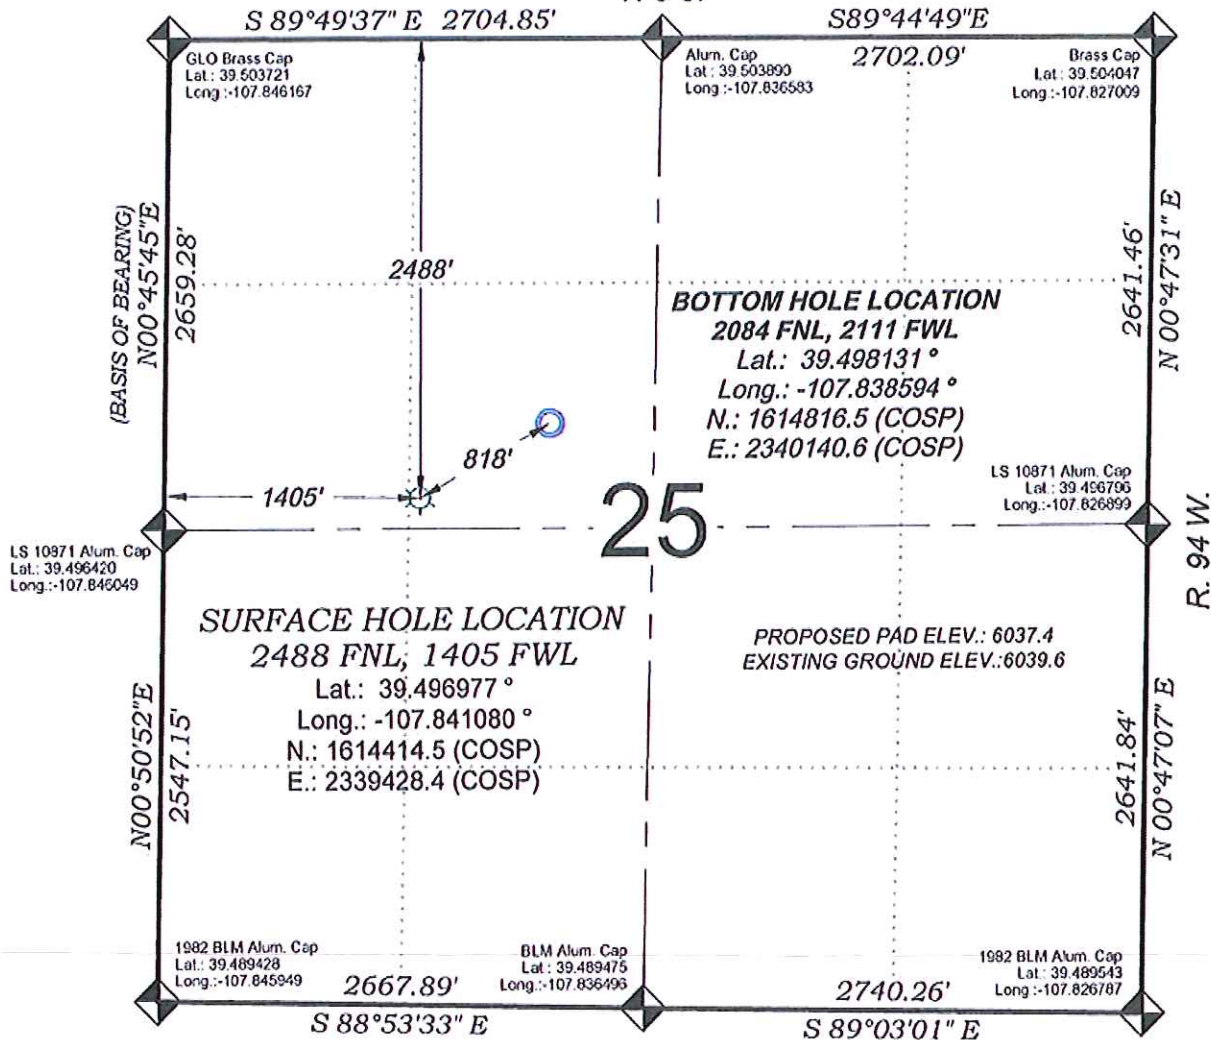 S 89°49'37" E 2704.85'
S89°44'49"E
2702.09'
GLO Brass Cap
Lat.: 39.503721
Long.:-107.846167
Alum. Cap
Lat.: 39.503890
Long.:-107.836583
Brass Cap
Lat.: 39.504047
Long.:-107.827009
(BASIS OF BEARING)
N00°45'45"E
2659.28'
2488'
2641.46'
N 00°47'31" E
BOTTOM HOLE LOCATION
2084 FNL, 2111 FWL
Lat.: 39.498131 °
Long.: -107.838594 °
N.: 1614816.5 (COSP)
E.: 2340140.6 (COSP)
818'
1405'
25
LS 10871 Alum. Cap
Lat.: 39.496796
Long.:-107.826899
R. 94 W.
LS 10871 Alum. Cap
Lat.: 39.496420
Long.:-107.846049
SURFACE HOLE LOCATION
2488 FNL, 1405 FWL
Lat.: 39.496977 °
Long.: -107.841080 °
N.: 1614414.5 (COSP)
E.: 2339428.4 (COSP)
PROPOSED PAD ELEV.: 6037.4
EXISTING GROUND ELEV.:6039.6
N00°50'52"E
2547.15'
2641.84'
N 00°47'07" E
1982 BLM Alum. Cap
Lat.: 39.489428
Long.:-107.845949
BLM Alum. Cap
Lat.: 39.489475
Long.:-107.836496
1982 BLM Alum. Cap
Lat.: 39.489543
Long.:-107.826787
2667.89'
S 88°53'33" E
2740.26'
S 89°03'01" E